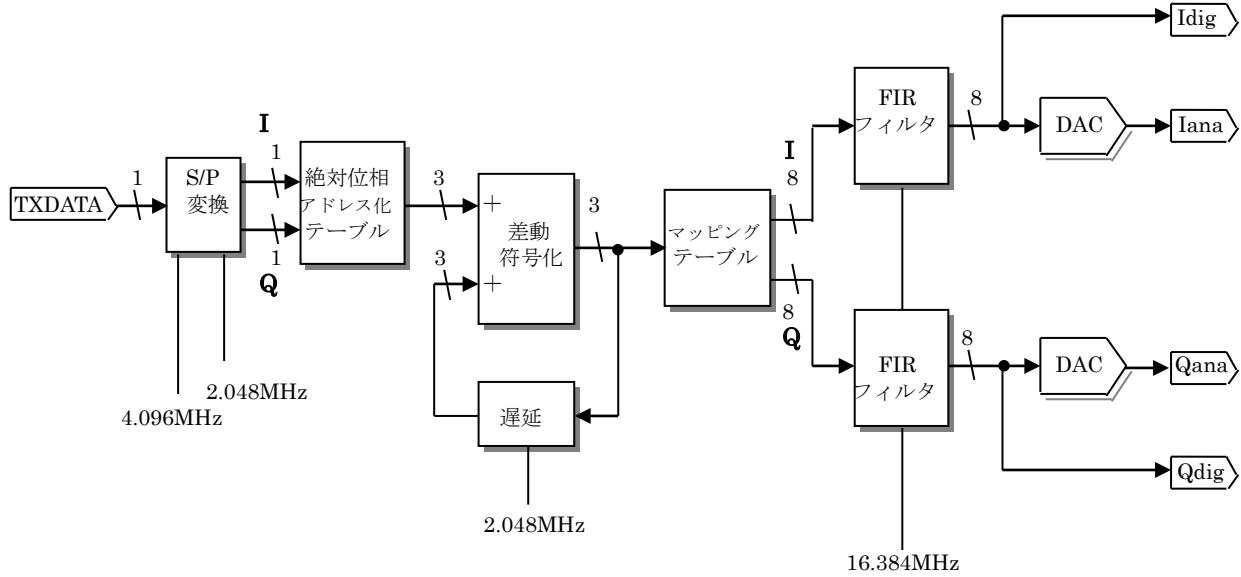 Idig
FIR
フィルタ
8
DAC
Iana
I
1
I
8
TXDATA
1
S/P
変換
絶対位相
アドレス化
テーブル
3
+
差動
符号化
3
マッピング
テーブル
1
Q
3
+
8
Q
FIR
フィルタ
8
DAC
Qana
2.048MHz
4.096MHz
遅延
Qdig
2.048MHz
16.384MHz